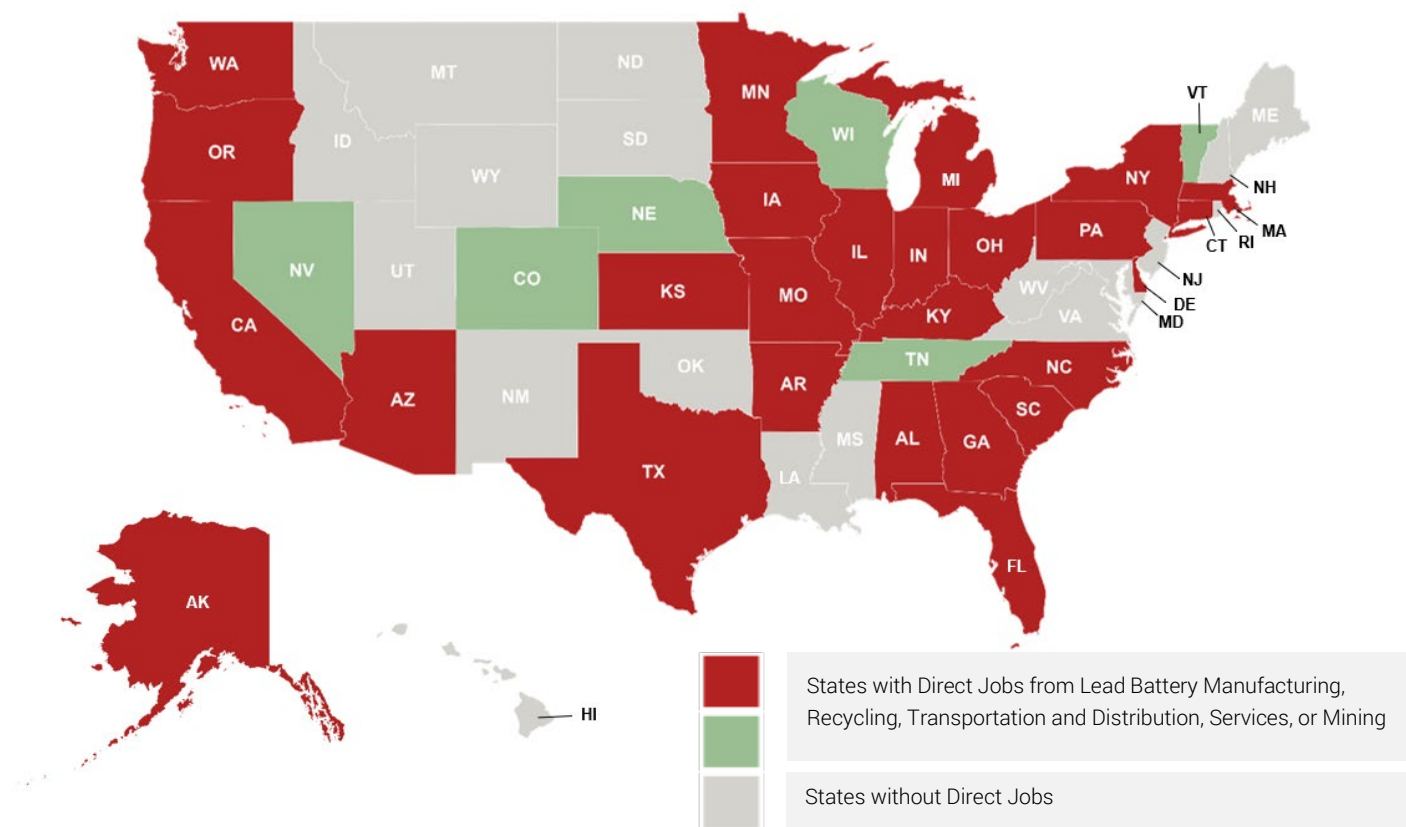 WA
MT
ND
MN
VT
ME
OR
ID
SD
WI
WY
MI
NY
NH
IA
NE
MA
RI
CT
PA
NV
UT
CO
IL
IN
OH
NJ
CA
KS
MO
WV
DE
KY
VA
MD
TN
OK
AZ
NM
AR
NC
SC
MS
AL
GA
TX
LA
FL
AK
HI
States with Direct Jobs from Lead Battery Manufacturing,
Recycling, Transportation and Distribution, Services, or Mining
States without Direct Jobs